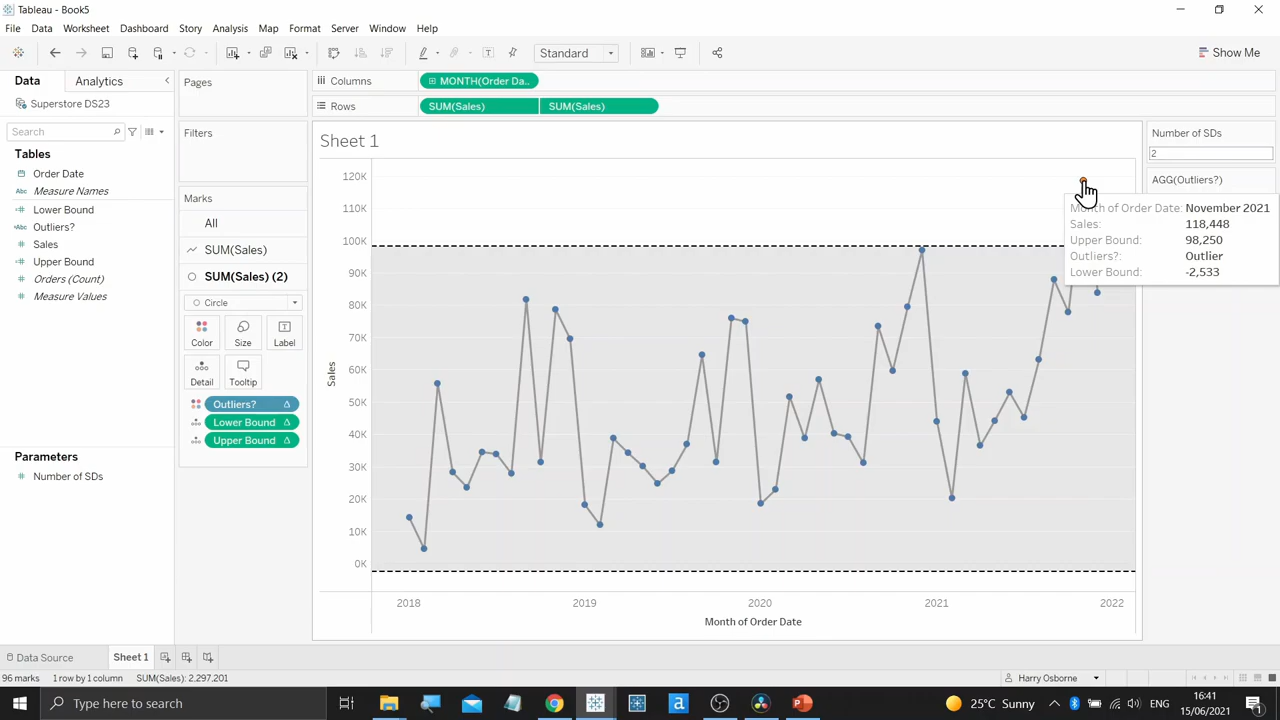 Tableau - Book5
File Data Worksheet Dashboard Story Analysis Map Format Server Window Help
Standard
Show Me
Data Analytics
Superstore DS23
Search
Tables
Order Date
Abc Measure Names
Lower Bound
Abc Outliers?
Sales
Upper Bound
Orders (Count)
Measure Values
Parameters
Number of SDs
Pages
Filters
Marks
All
SUM(Sales)
SUM(Sales) (2)
Circle
Color Size Label
Detail Tooltip
Outliers?
Lower Bound
Upper Bound
Columns MONTH(Order Da..
Rows SUM(Sales) SUM(Sales)
Sheet 1
120K
110K
100K
90K
80K
70K
60K
50K
40K
30K
20K
10K
0K
Sales
2018 2019 2020 2021 2022
Month of Order Date
Number of SDs
2
AGG(Outliers?)
Month of Order Date: November 2021
Sales: 118,448
Upper Bound: 98,250
Outliers?: Outlier
Lower Bound: -2,533
Data Source Sheet 1
96 marks 1 row by 1 column SUM(Sales): 2,297,201
Harry Osborne
Type here to search
25°C Sunny
ENG
16:41
15/06/2021